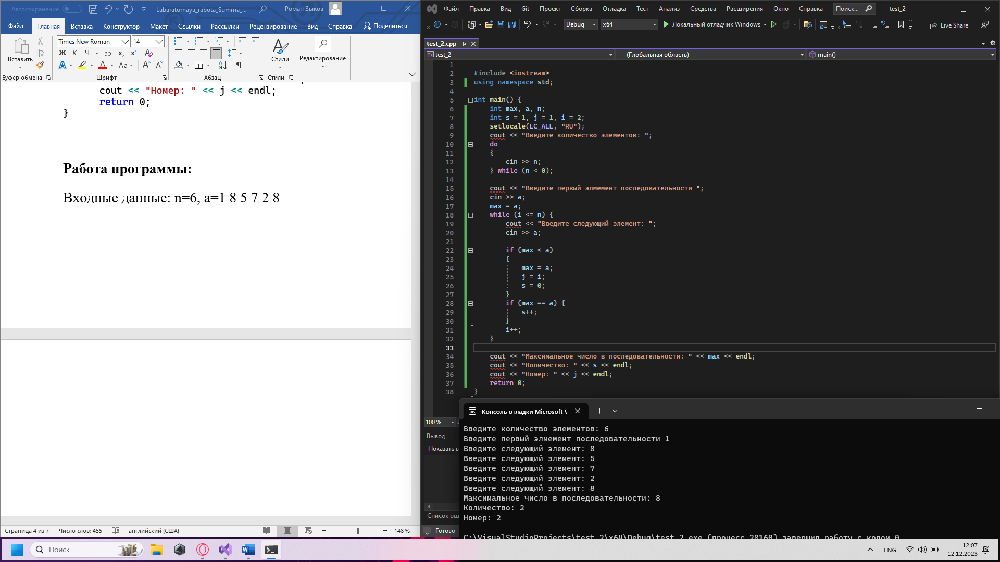 Автосохранение
Labaratornaya_rabota_Summa_...
Роман Зыков
Файл Главная Вставка Конструктор Макет Ссылки Рассылки Рецензирование Вид Справка Поделиться
Times New Roman 14
Вставить
Ж К Ч ab x₂ x²
A A Aa A A
Стили
Редактирование
Буфер обмена Шрифт Абзац Стили
cout << "Номер: " << j << endl;
return 0;
}
Работа программы:
Входные данные: n=6, a=1 8 5 7 2 8
Страница 4 из 7 Число слов: 455 английский (США) 148 %
Файл Правка Вид Git Проект Сборка Отладка Тест Анализ Средства Расширения Окно Справка Поиск... test_2
Debug x64 Локальный отладчик Windows Live Share
test_2.cpp
test_2 (Глобальная область) main()
1
2 #include <iostream>
3 using namespace std;
4
5 int main() {
6 int max, a, n;
7 int s = 1, j = 1, i = 2;
8 setlocale(LC_ALL, "RU");
9 cout << "Введите количество элементов: ";
10 do
11 {
12 cin >> n;
13 } while (n < 0);
14
15 cout << "Введите первый элмемент последовательности ";
16 cin >> a;
17 max = a;
18 while (i <= n) {
19 cout << "Введите следующий элемент: ";
20 cin >> a;
21
22 if (max < a)
23 {
24 max = a;
25 j = i;
26 s = 0;
27 }
28 if (max == a) {
29 s++;
30 }
31 i++;
32 }
33
34 cout << "Максимальное число в последовательности: " << max << endl;
35 cout << "Количество: " << s << endl;
36 cout << "Номер: " << j << endl;
37 return 0;
38 }
100 %
Вывод
Показать в
Список ош
Готово
Консоль отладки Microsoft V
Введите количество элементов: 6
Введите первый элмемент последовательности 1
Введите следующий элемент: 8
Введите следующий элемент: 5
Введите следующий элемент: 7
Введите следующий элемент: 2
Введите следующий элемент: 8
Максимальное число в последовательности: 8
Количество: 2
Номер: 2
C:\VisualStudioProjects\test_2\x64\Debug\test_2.exe (процесс 28160) завершил работу с кодом 0
Поиск
ENG
12:07
12.12.2023